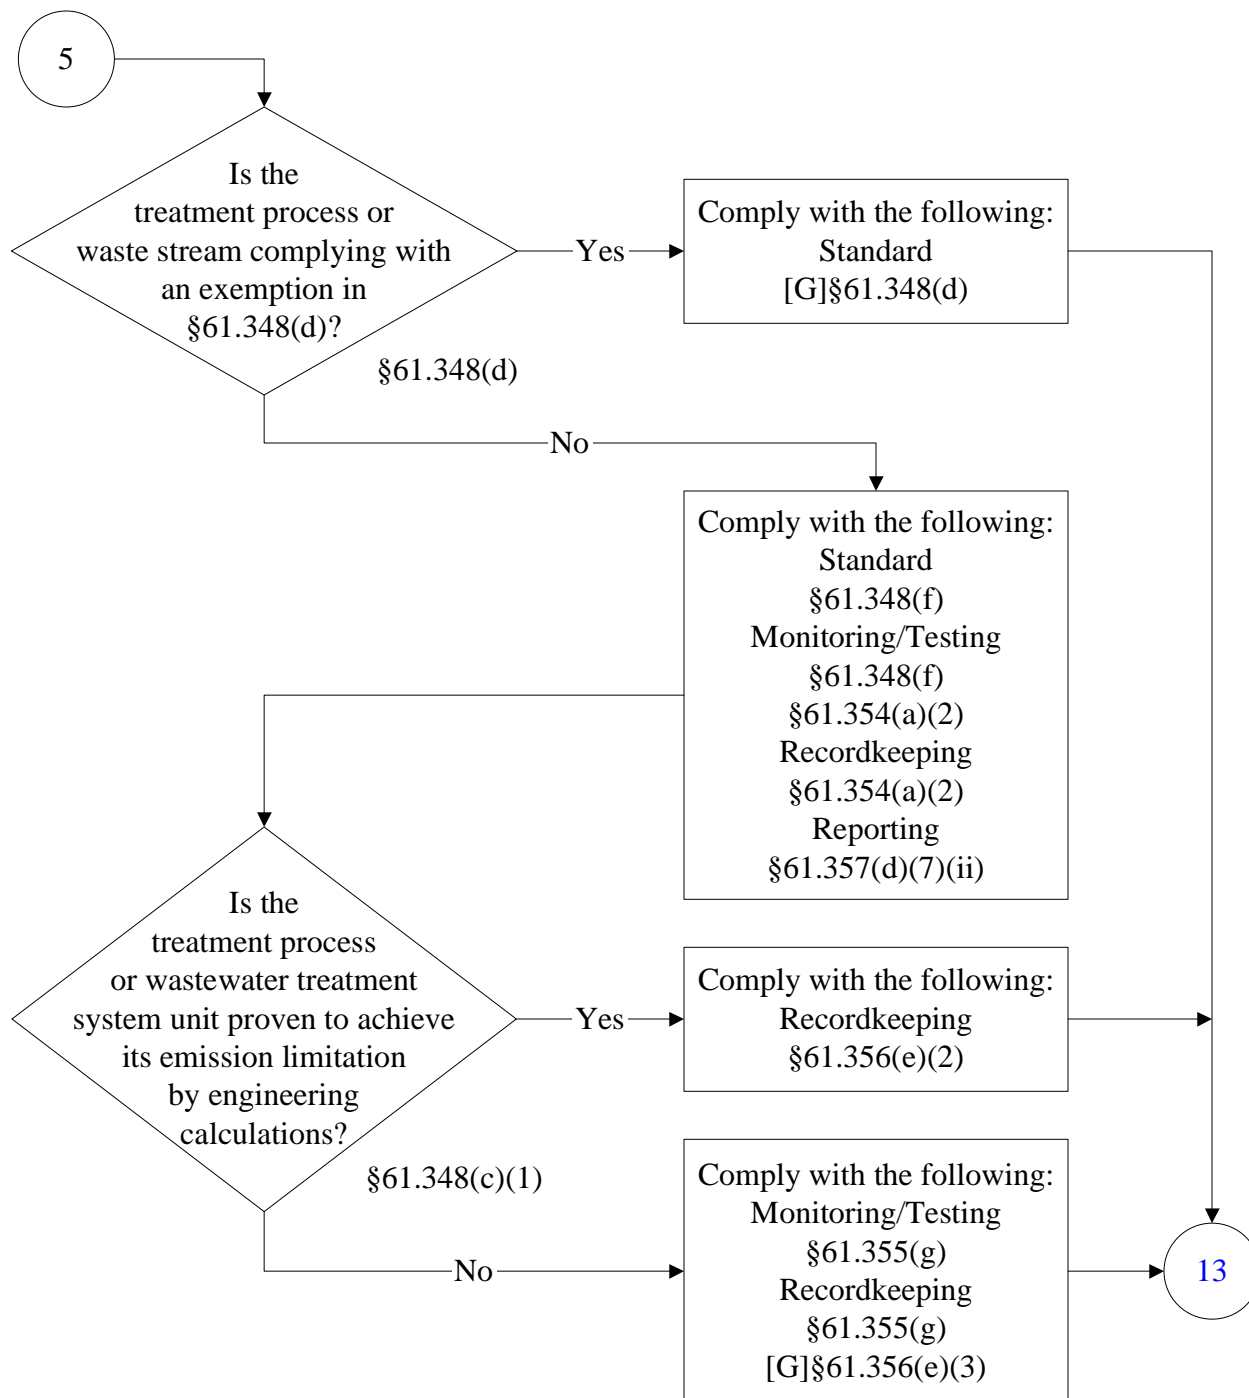 5
Is the
treatment process or
waste stream complying with
an exemption in
§61.348(d)?
§61.348(d)
Yes
Comply with the following:
Standard
[G]§61.348(d)
No
Comply with the following:
Standard
§61.348(f)
Monitoring/Testing
§61.348(f)
§61.354(a)(2)
Recordkeeping
§61.354(a)(2)
Reporting
§61.357(d)(7)(ii)
Is the
treatment process
or wastewater treatment
system unit proven to achieve
its emission limitation
by engineering
calculations?
§61.348(c)(1)
Yes
Comply with the following:
Recordkeeping
§61.356(e)(2)
No
Comply with the following:
Monitoring/Testing
§61.355(g)
Recordkeeping
§61.355(g)
[G]§61.356(e)(3)
13